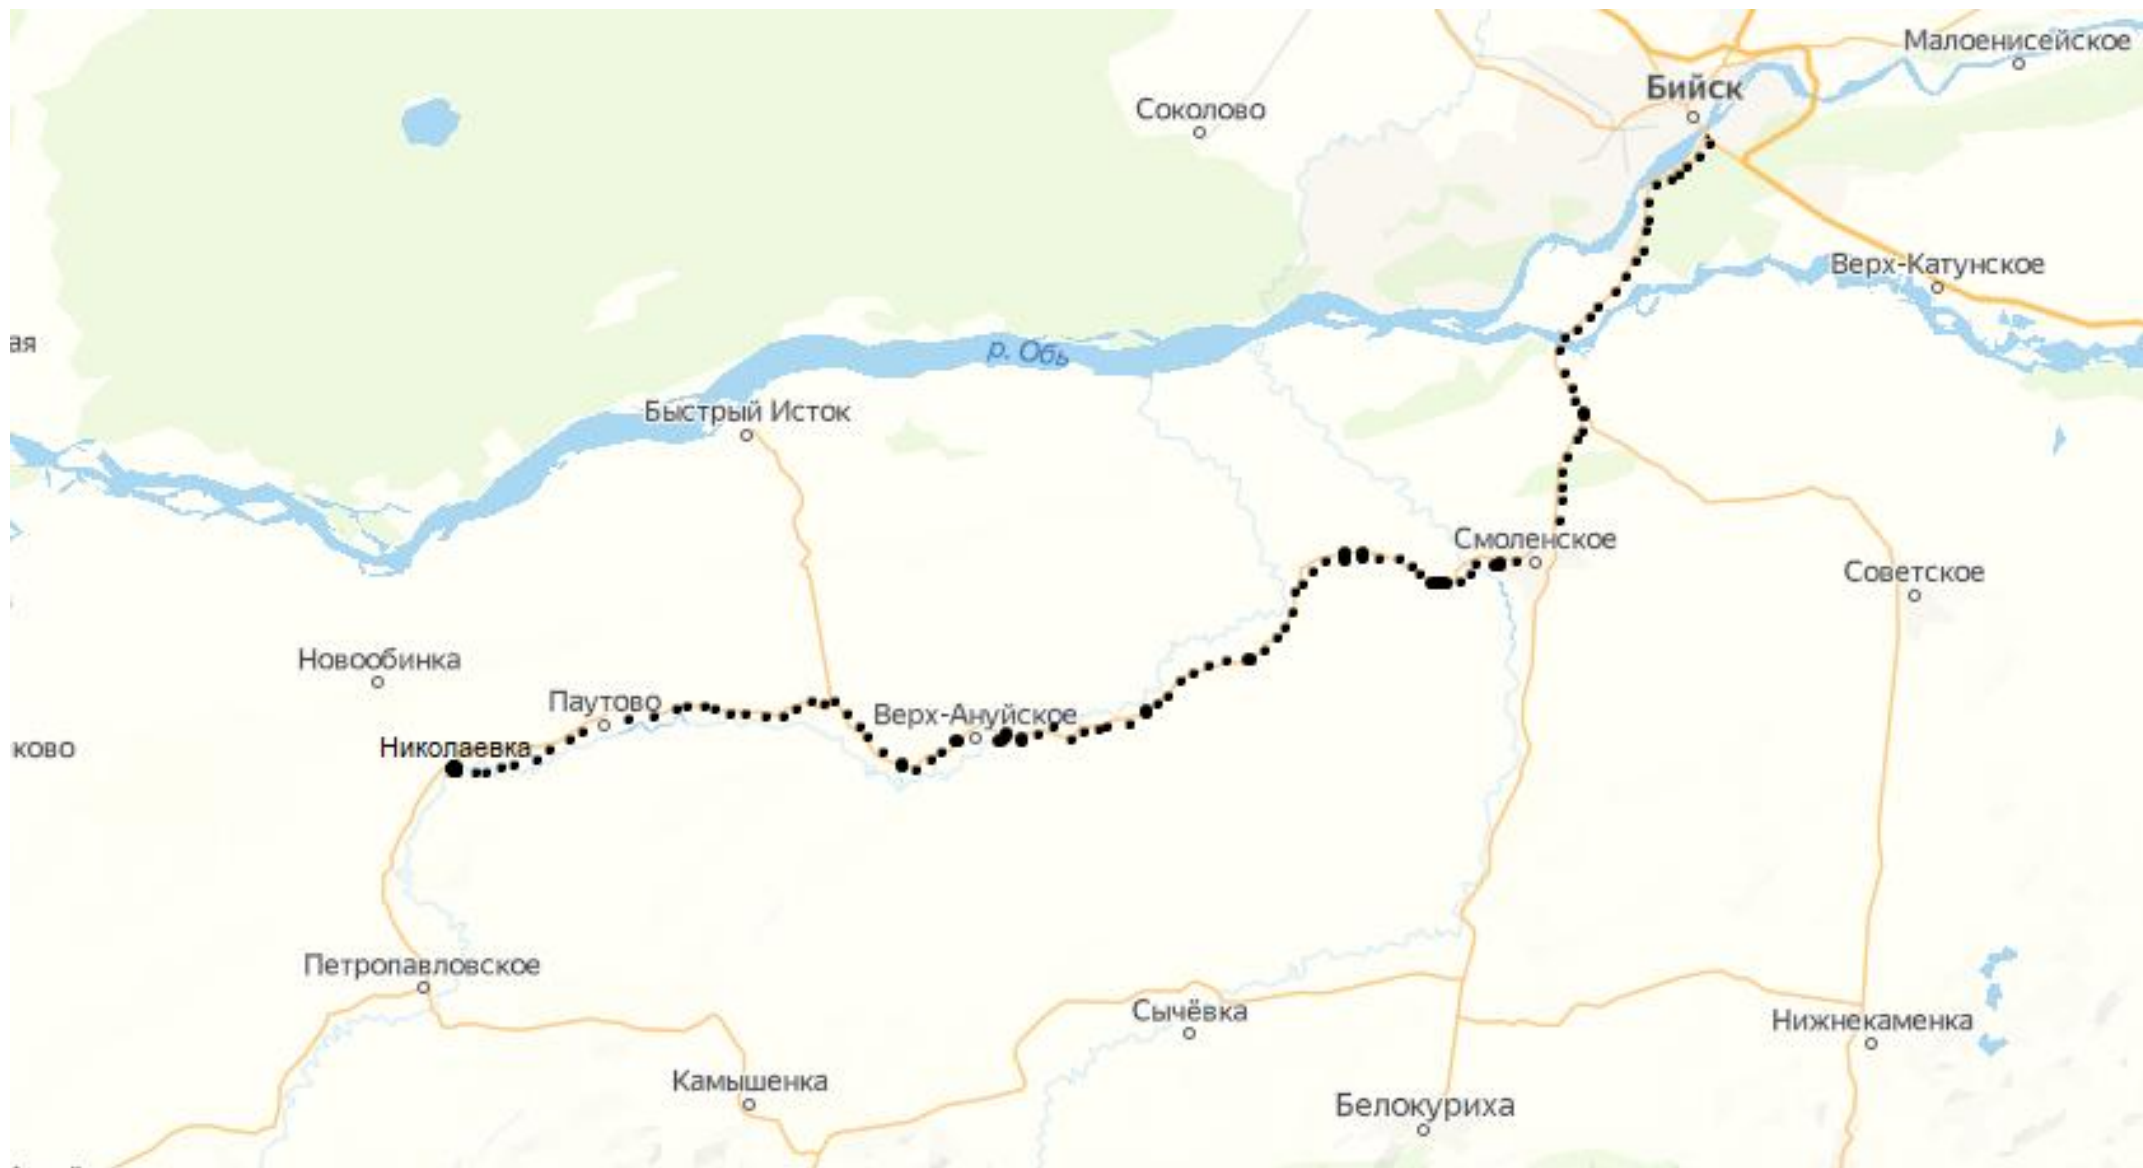 Малоенисейское
Бийск
Соколово
Верх-Катунское
ая
р. Обь
Быстрый Исток
Смоленское
Советское
Новообинка
Паутово
Верх-Ануйское
Николаевка
ково
Петропавловское
Сычёвка
Нижнекаменка
Камышенка
Белокуриха